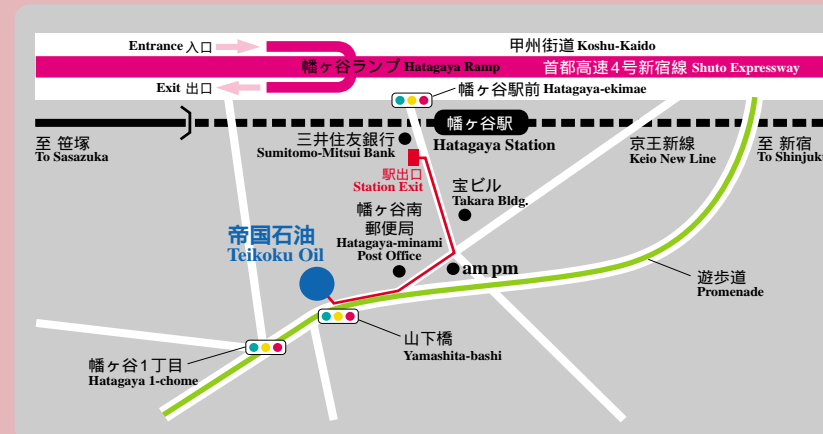 Entrance 入口
甲州街道 Koshu-Kaido
幡ヶ谷ランプ Hatagaya Ramp
首都高速4号新宿線 Shuto Expressway
Exit 出口
幡ヶ谷駅前 Hatagaya-ekimae
幡ヶ谷駅
Hatagaya Station
至 笹塚
To Sasazuka
三井住友銀行
Sumitomo-Mitsui Bank
京王新線
Keio New Line
至 新宿
To Shinjuku
駅出口
Station Exit
宝ビル
Takara Bldg.
幡ヶ谷南
郵便局
Hatagaya-minami
Post Office
帝国石油
Teikoku Oil
am pm
遊歩道
Promenade
山下橋
Yamashita-bashi
幡ヶ谷1丁目
Hatagaya 1-chome